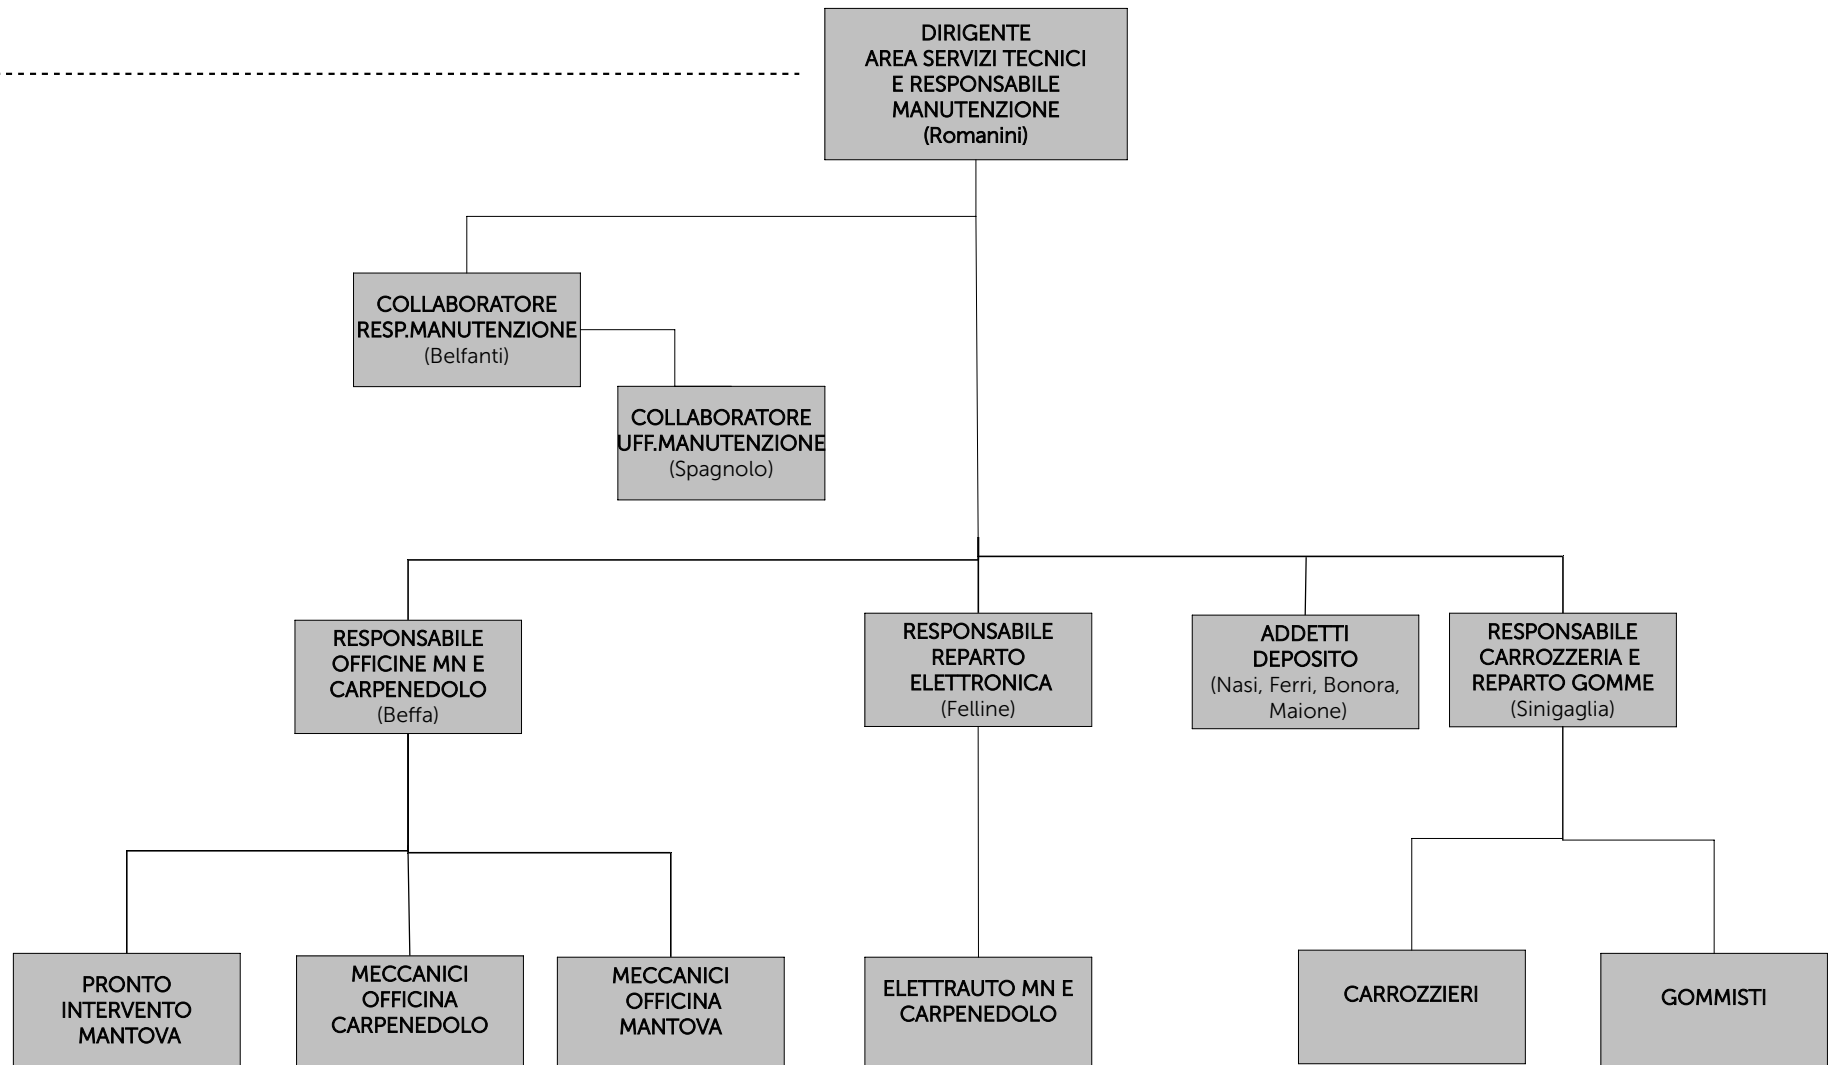 DIRIGENTE
AREA SERVIZI TECNICI
E RESPONSABILE
MANUTENZIONE
(Romanini)
COLLABORATORE
RESP.MANUTENZIONE
(Belfanti)
COLLABORATORE
UFF.MANUTENZIONE
(Spagnolo)
RESPONSABILE
OFFICINE MN E
CARPENEDOLO
(Beffa)
RESPONSABILE
REPARTO
ELETTRONICA
(Felline)
ADDETTI
DEPOSITO
(Nasi, Ferri, Bonora,
Maione)
RESPONSABILE
CARROZZERIA E
REPARTO GOMME
(Sinigaglia)
PRONTO
INTERVENTO
MANTOVA
MECCANICI
OFFICINA
CARPENEDOLO
MECCANICI
OFFICINA
MANTOVA
ELETTRAUTO MN E
CARPENEDOLO
CARROZZIERI
GOMMISTI